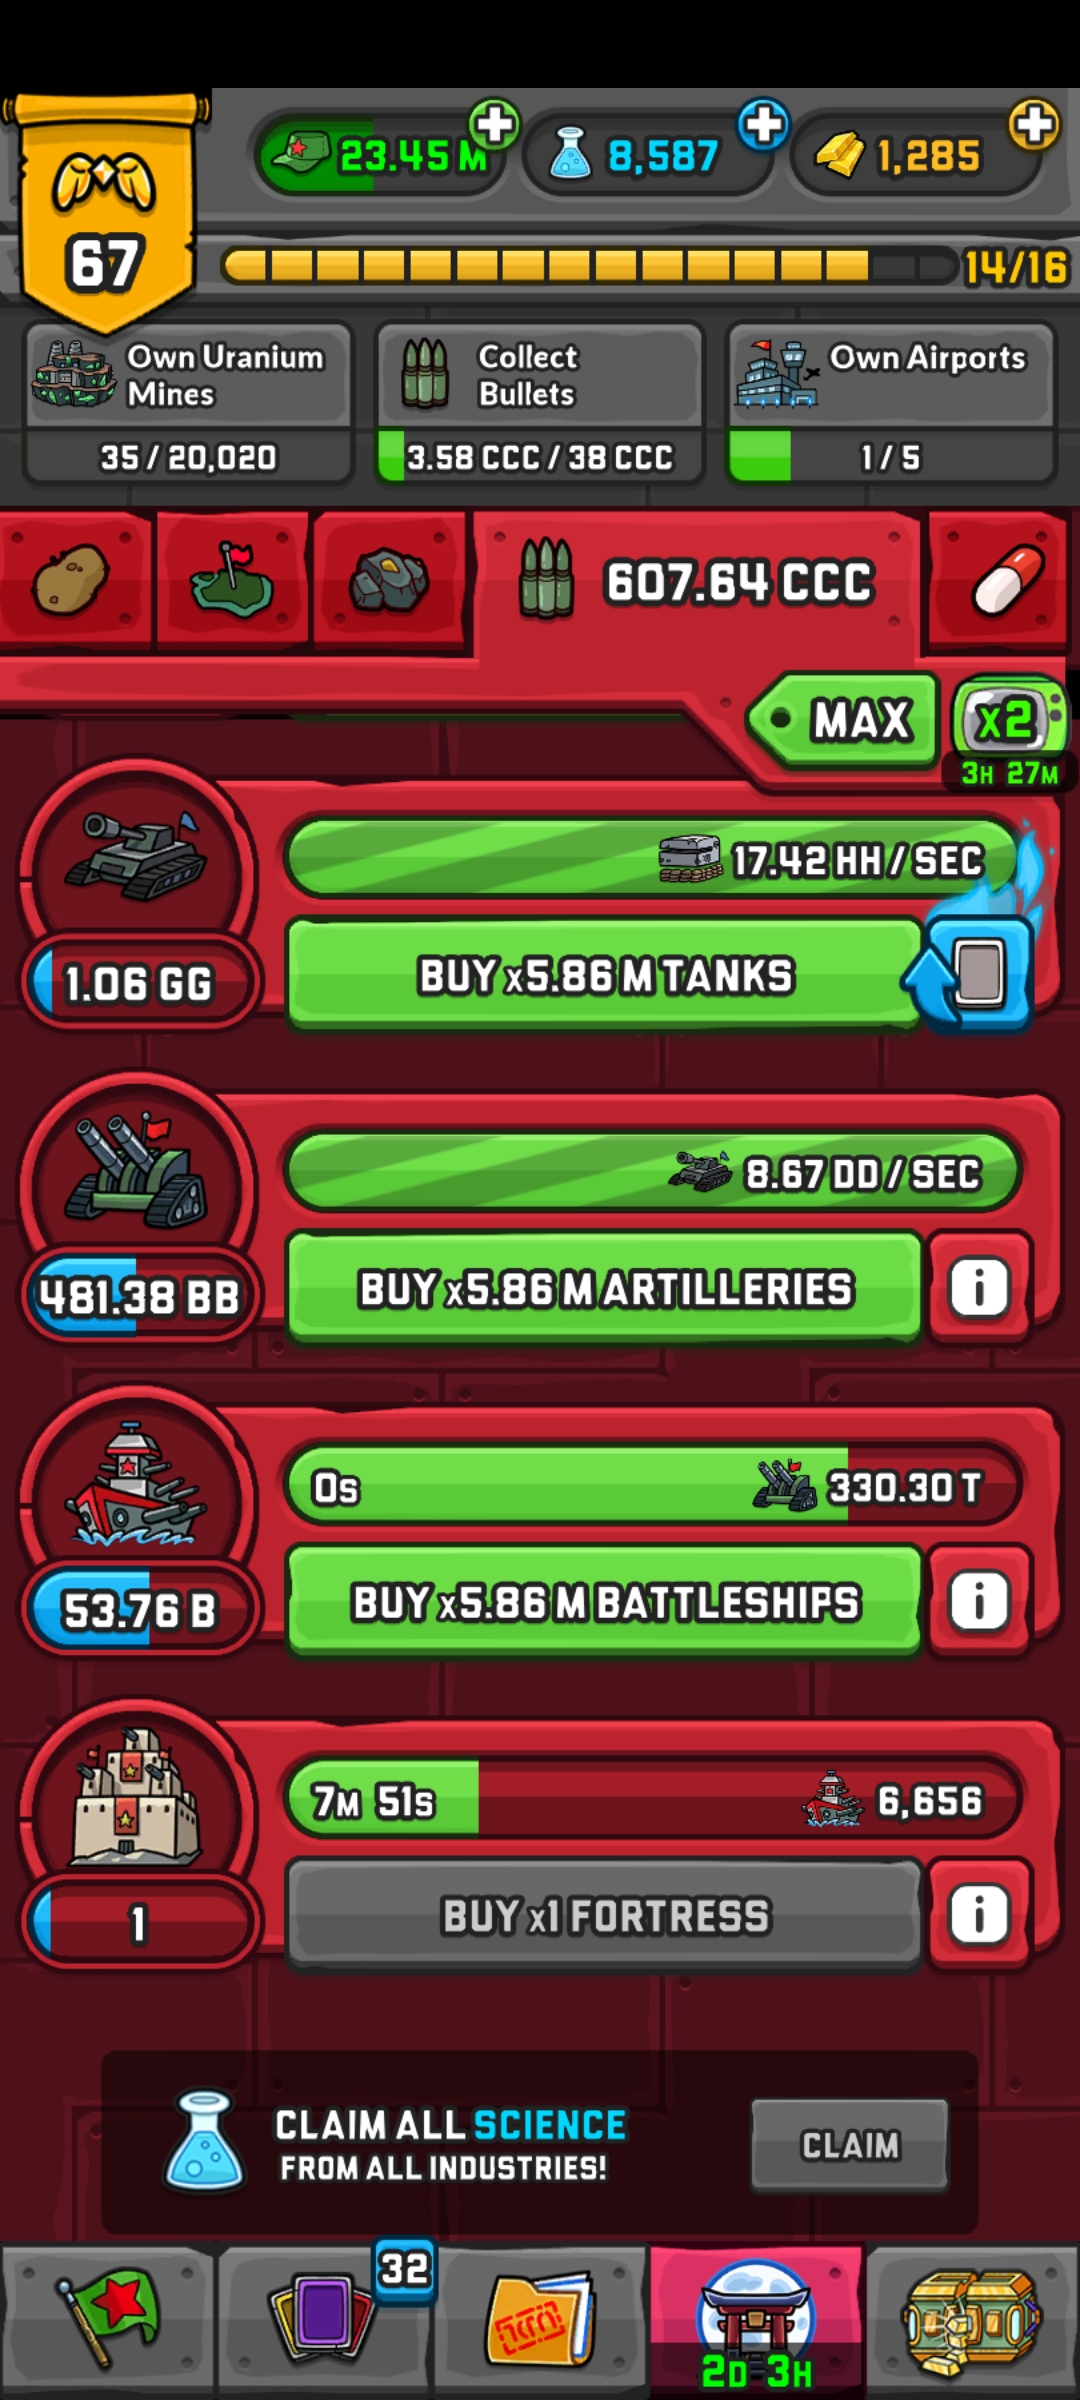 67
23.45 M
8,587
1,285
14/16
Own Uranium
Mines
35 / 20,020
Collect
Bullets
3.58 CCC / 38 CCC
Own Airports
1 / 5
607.64 CCC
MAX
x2
3H 27M
17.42 HH / SEC
1.06 GG
BUY x5.86 M TANKS
8.67 DD / SEC
481.38 BB
BUY x5.86 M ARTILLERIES
i
0s
330.30 T
53.76 B
BUY x5.86 M BATTLESHIPS
i
7M 51s
6,656
1
BUY x1 FORTRESS
i
CLAIM ALL SCIENCE
FROM ALL INDUSTRIES!
CLAIM
32
2D 3H